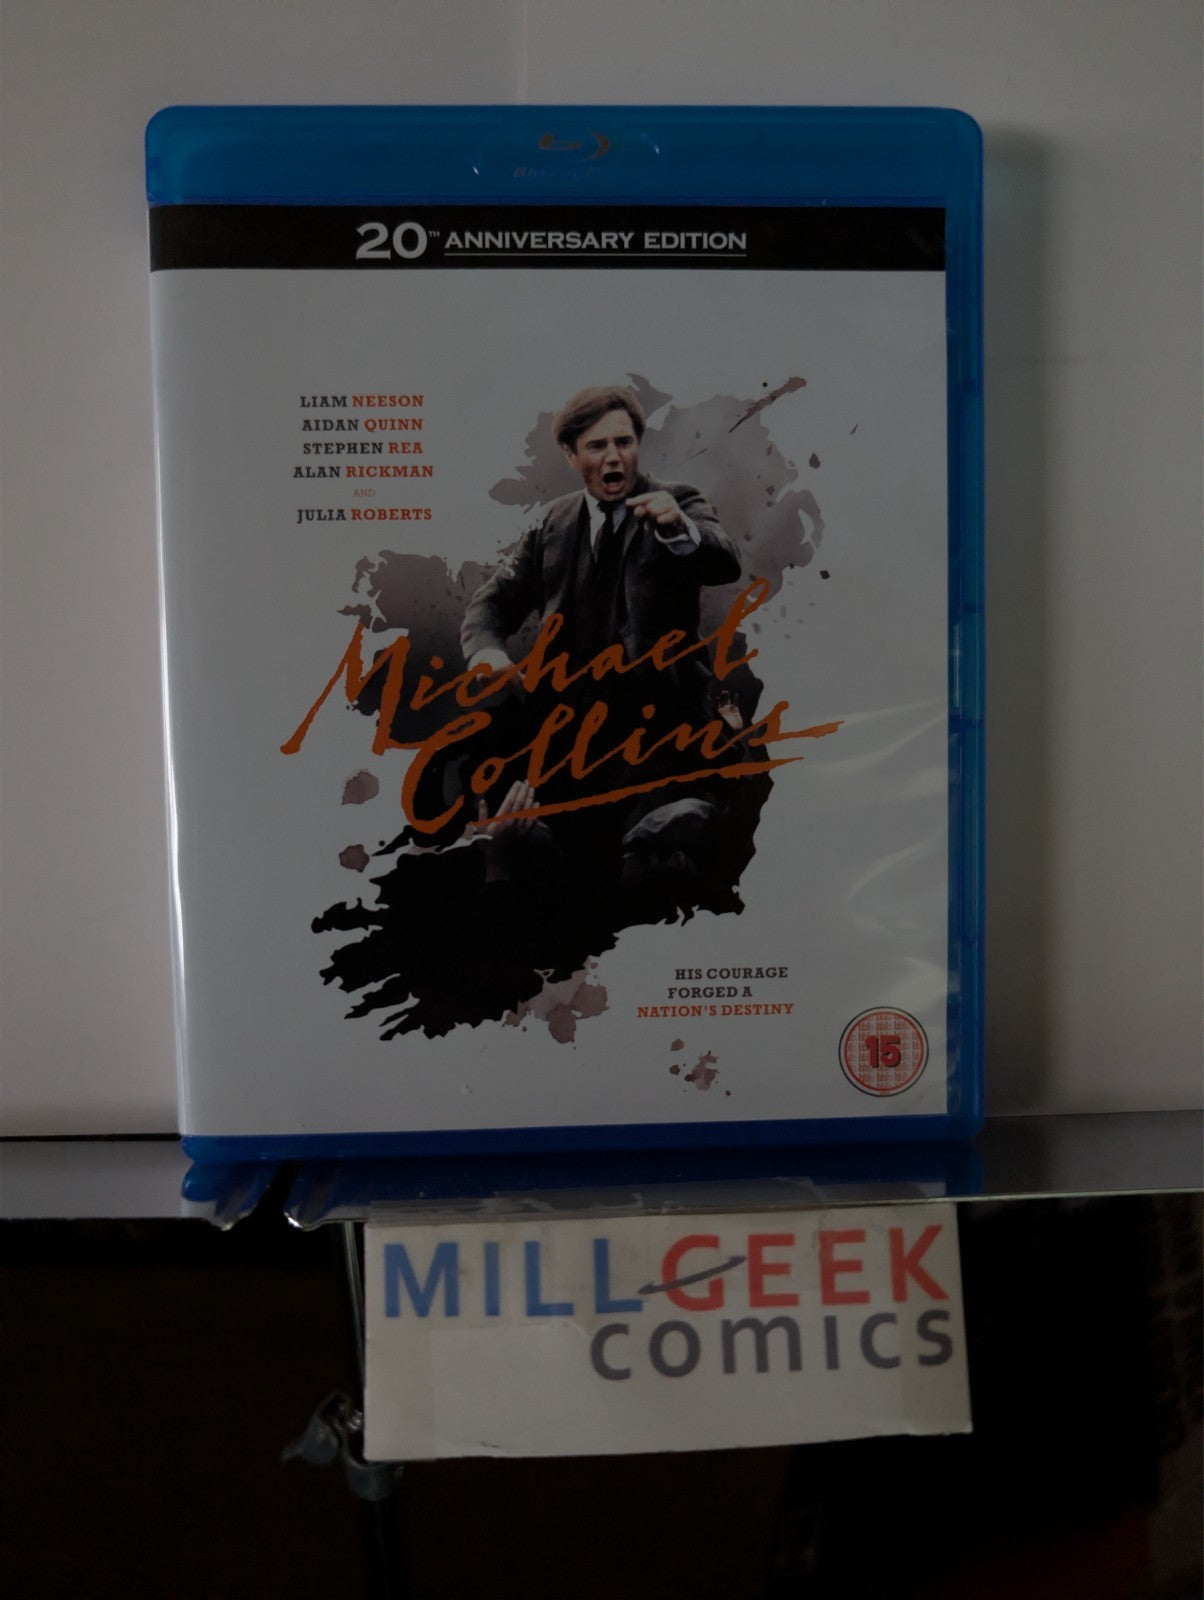 20TH ANNIVERSARY EDITION
LIAM NEESON
AIDAN QUINN
STEPHEN REA
ALAN RICKMAN
AND
JULIA ROBERTS
Michael
Collins
HIS COURAGE
FORGED A
NATION'S DESTINY
15
MILLGEEK
comics